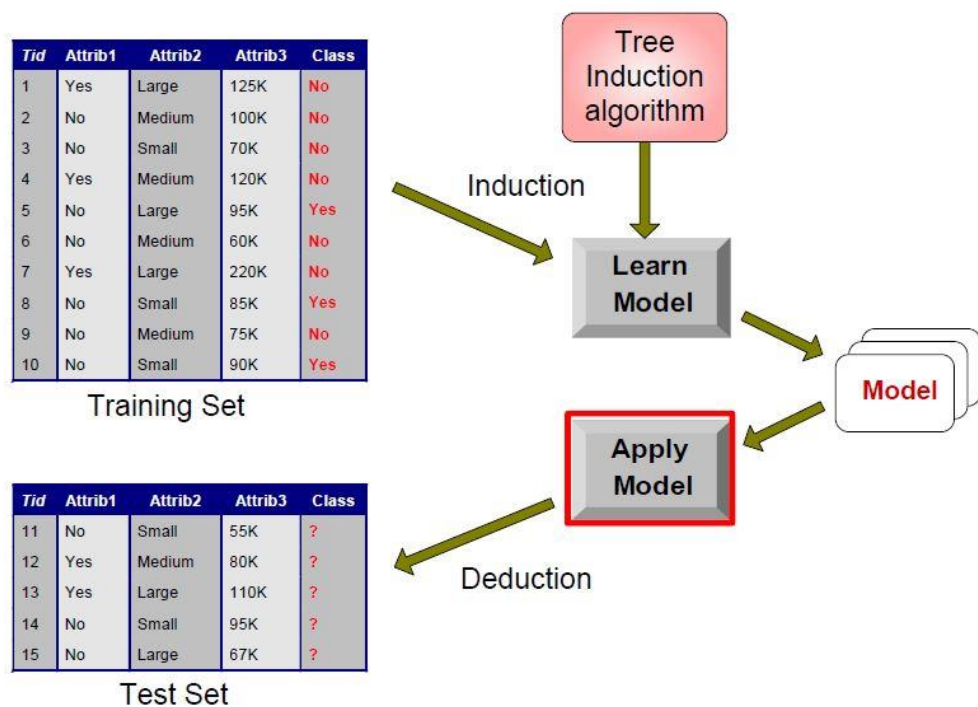 Tid Attrib1 Attrib2 Attrib3 Class
1 Yes Large 125K No
2 No Medium 100K No
3 No Small 70K No
4 Yes Medium 120K No
5 No Large 95K Yes
6 No Medium 60K No
7 Yes Large 220K No
8 No Small 85K Yes
9 No Medium 75K No
10 No Small 90K Yes
Training Set
Tree
Induction
algorithm
Induction
Learn
Model
Model
Apply
Model
Deduction
Tid Attrib1 Attrib2 Attrib3 Class
11 No Small 55K ?
12 Yes Medium 80K ?
13 Yes Large 110K ?
14 No Small 95K ?
15 No Large 67K ?
Test Set